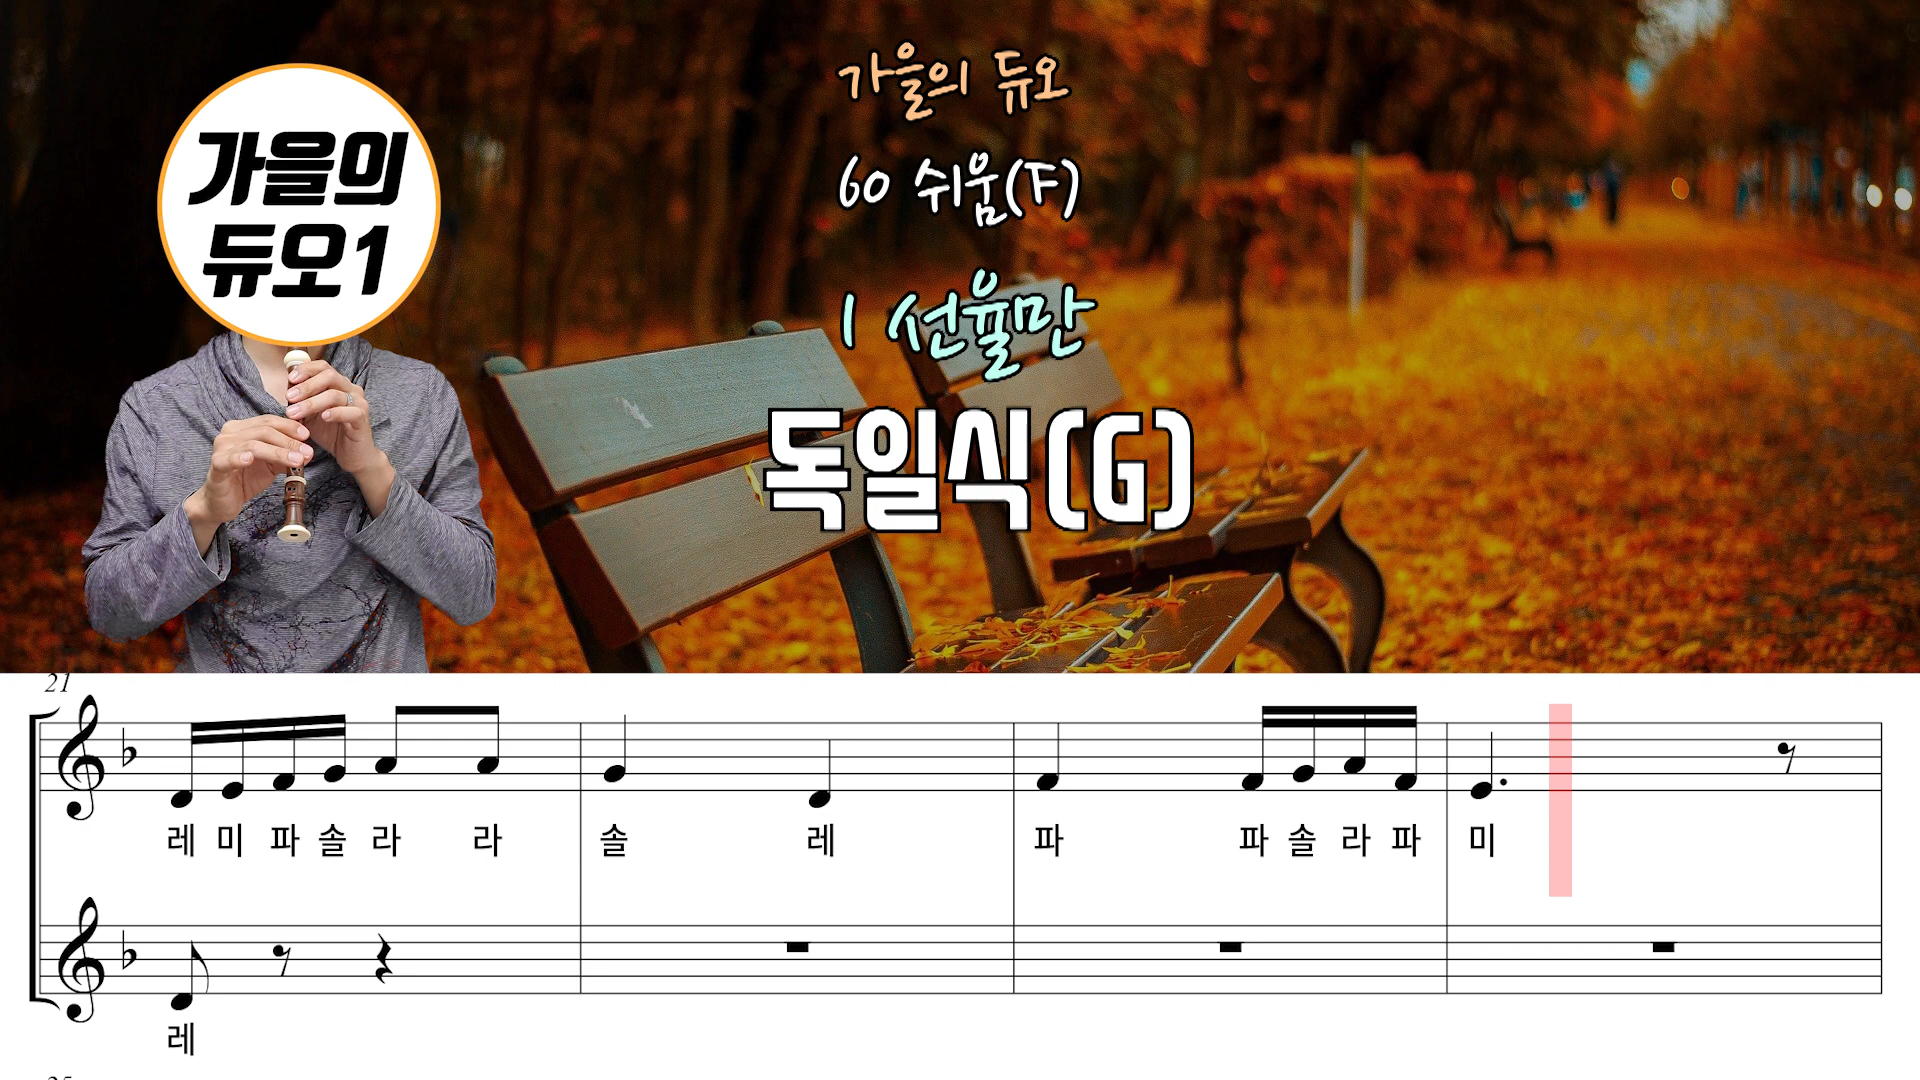 가을의
듀오1
가을의 듀오
60 쉬움(F)
1 선율만
독일식(G)
21
레 미 파 솔 라 라 솔 레 파 파 솔 라 파 미
레